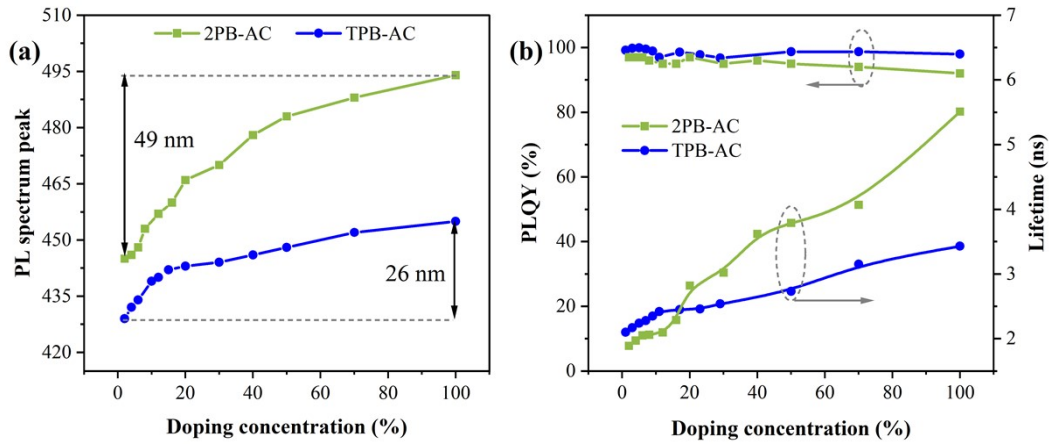 (a)
2PB-AC TPB-AC
510
495
480
465
450
435
420
49 nm
26 nm
PL spectrum peak
0 20 40 60 80 100
Doping concentration (%)
(b)
100
80
60
40
20
0
PLQY (%)
2PB-AC
TPB-AC
7
6
5
4
3
2
Lifetime (ns)
0 20 40 60 80 100
Doping concentration (%)